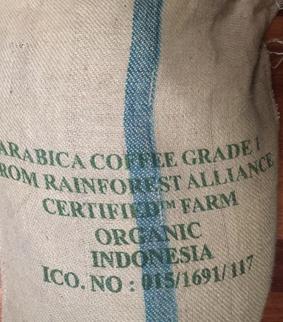 ARABICA COFFEE GRADE 1
ROM RAINFOREST ALLIANCE
CERTIFIED™ FARM
ORGANIC
INDONESIA
ICO. NO : 015/1691/117